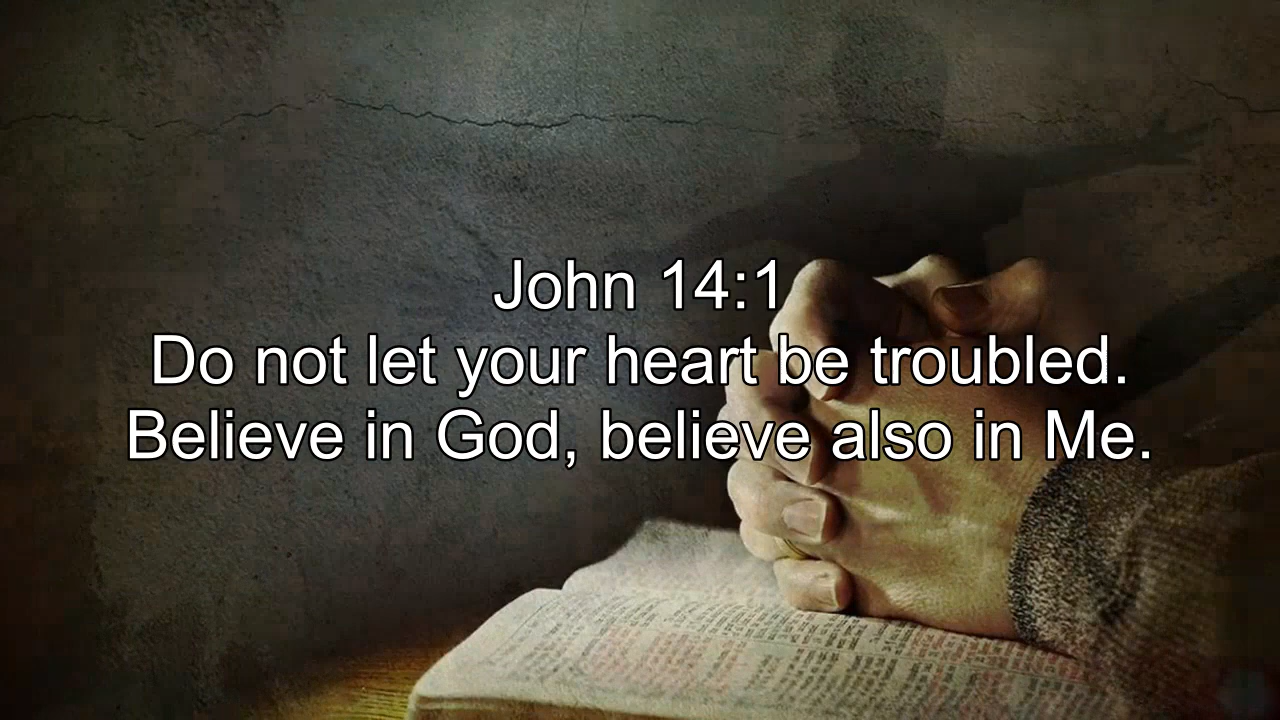 John 14:1
Do not let your heart be troubled.
Believe in God, believe also in Me.